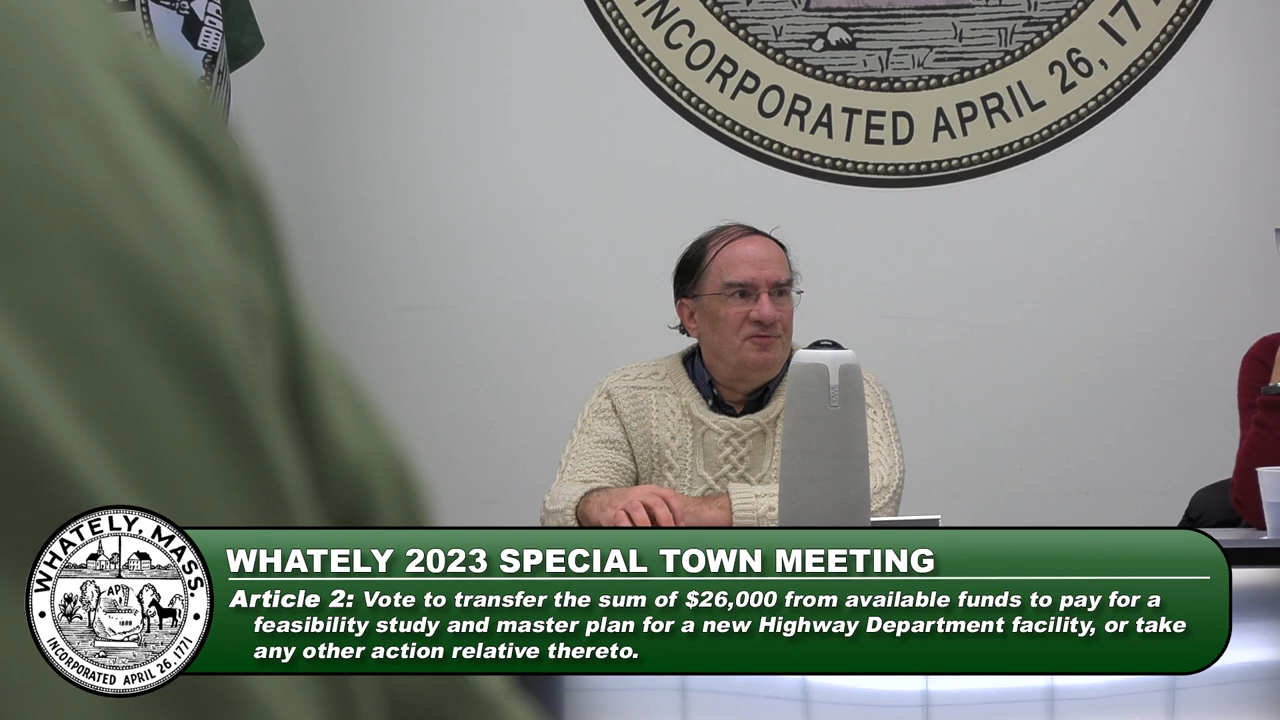 INCORPORATED APRIL 26, 177
WHATELY 2023 SPECIAL TOWN MEETING
Article 2: Vote to transfer the sum of $26,000 from available funds to pay for a
feasibility study and master plan for a new Highway Department facility, or take
any other action relative thereto.
WHATELY, MASS.
INCORPORATED APRIL 26, 1771